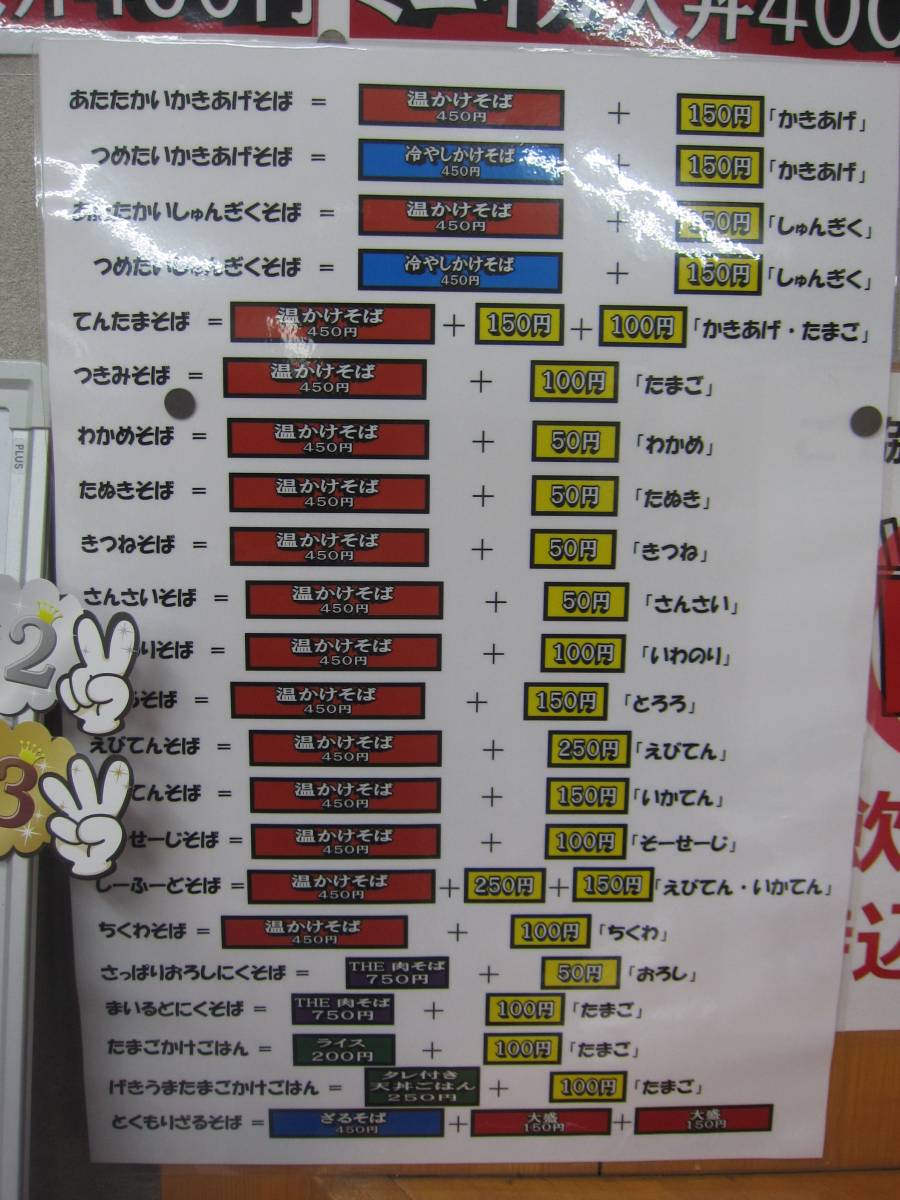 400円
あたたかいかきあげそば = 温かけそば 450円 + 150円「かきあげ」
つめたいかきあげそば = 冷やしかけそば 450円 + 150円「かきあげ」
あたたかいしゅんぎくそば = 温かけそば 450円 + 150円「しゅんぎく」
つめたいしゅんぎくそば = 冷やしかけそば 450円 + 150円「しゅんぎく」
てんたまそば = 温かけそば 450円 + 150円 + 100円「かきあげ・たまご」
つきみそば = 温かけそば 450円 + 100円「たまご」
わかめそば = 温かけそば 450円 + 50円「わかめ」
たぬきそば = 温かけそば 450円 + 50円「たぬき」
きつねそば = 温かけそば 450円 + 50円「きつね」
さんさいそば = 温かけそば 450円 + 50円「さんさい」
りそば = 温かけそば 450円 + 100円「いわのり」
そば = 温かけそば 450円 + 150円「とろろ」
えびてんそば = 温かけそば 450円 + 250円「えびてん」
てんそば = 温かけそば 450円 + 150円「いかてん」
せーじそば = 温かけそば 450円 + 100円「そーせーじ」
しーふーどそば = 温かけそば 450円 + 250円 + 150円「えびてん・いかてん」
ちくわそば = 温かけそば 450円 + 100円「ちくわ」
さっぱりおろしにくそば = THE 肉そば 750円 + 50円「おろし」
まいるどにくそば = THE 肉そば 750円 + 100円「たまご」
たまごかけごはん = ライス 200円 + 100円「たまご」
げきうまたまごかけごはん = タレ付き天丼ごはん 250円 + 100円「たまご」
とくもりざるそば = ざるそば 450円 + 大盛 150円 + 大盛 150円
PLUS
2
3
飲
込